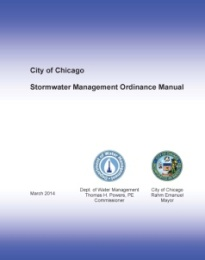 City of Chicago
Stormwater Management Ordinance Manual
March 2014
Dept. of Water Management
Thomas H. Powers, PE
Commissioner
City of Chicago
Rahm Emanuel
Mayor